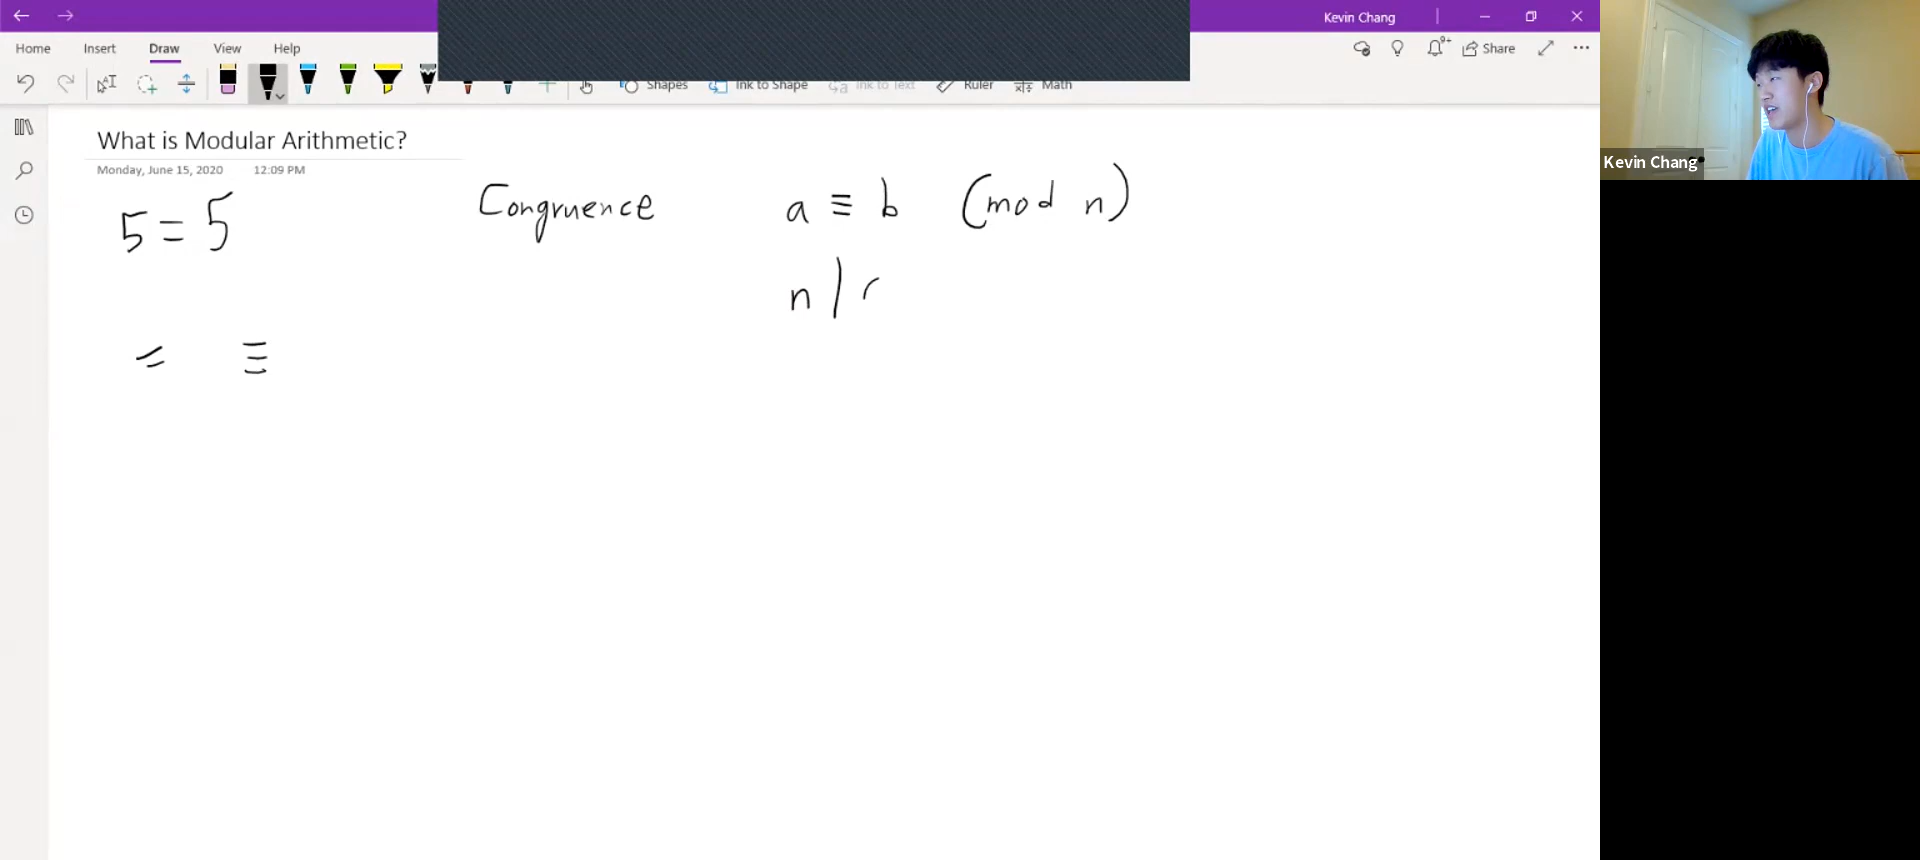 Kevin Chang
Home Insert Draw View Help
9+
Share
Shapes Ink to Shape Ink to Text Ruler Math
What is Modular Arithmetic?
Monday, June 15, 2020 12:09 PM
5 = 5
Congruence a ≡ b (mod n)
n |
= ≡
Kevin Chang